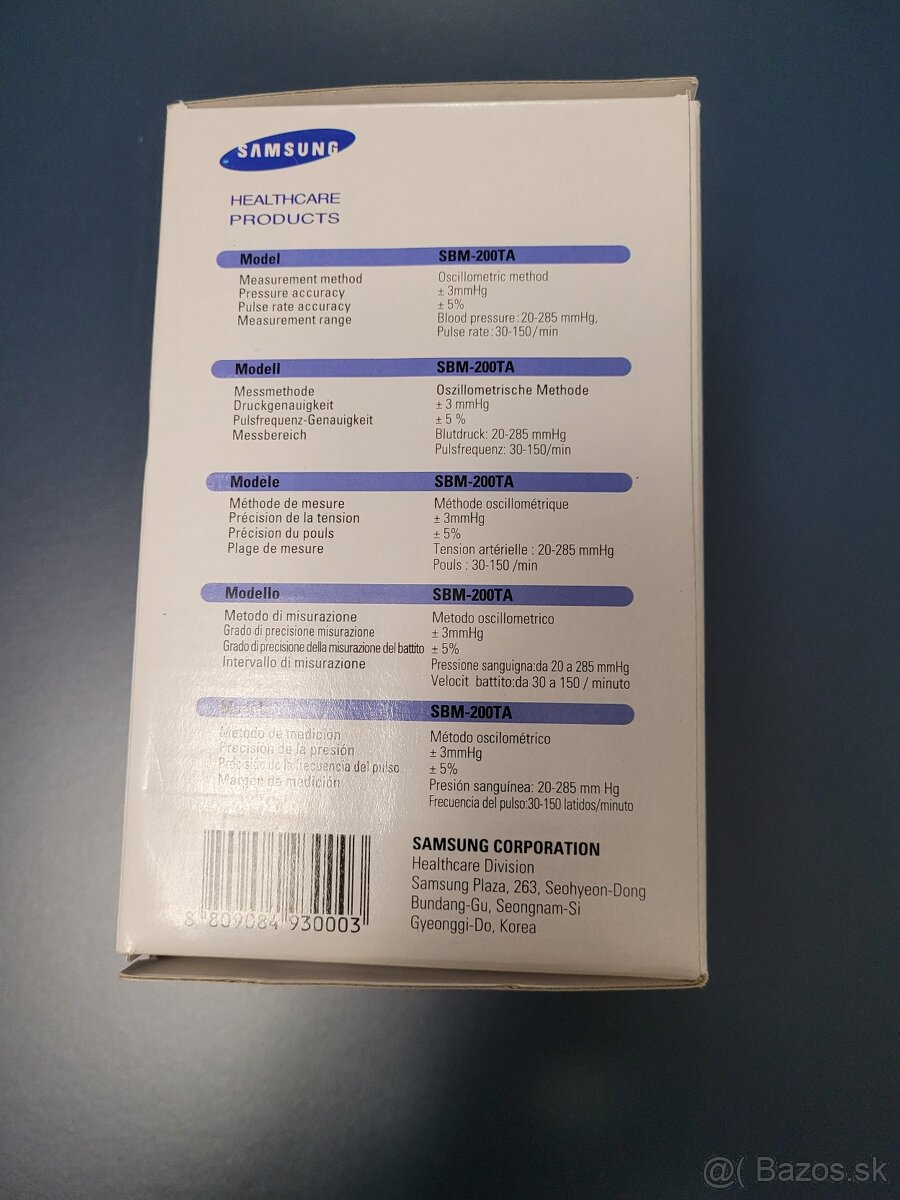 SAMSUNG
HEALTHCARE
PRODUCTS
Model SBM-200TA
Measurement method Oscillometric method
Pressure accuracy ± 3mmHg
Pulse rate accuracy ± 5%
Measurement range Blood pressure:20-285 mmHg,
Pulse rate:30-150/min
Modell SBM-200TA
Messmethode Oszillometrische Methode
Druckgenauigkeit ± 3 mmHg
Pulsfrequenz-Genauigkeit ± 5 %
Messbereich Blutdruck: 20-285 mmHg
Pulsfrequenz: 30-150/min
Modele SBM-200TA
Méthode de mesure Méthode oscillométrique
Précision de la tension ± 3mmHg
Précision du pouls ± 5%
Plage de mesure Tension artérielle : 20-285 mmHg
Pouls : 30-150 /min
Modello SBM-200TA
Metodo di misurazione Metodo oscillometrico
Grado di precisione misurazione ± 3mmHg
Grado di precisione della misurazione del battito ± 5%
Intervallo di misurazione Pressione sanguigna:da 20 a 285 mmHg
Velocit battito:da 30 a 150 / minuto
SBM-200TA
Metodo de medicion Método oscilométrico
Precision de la presión ± 3mmHg
Precisión de la frecuencia del pulso ± 5%
Margen de medición Presión sanguínea: 20-285 mm Hg
Frecuencia del pulso:30-150 latidos/minuto
8 809084 930003
SAMSUNG CORPORATION
Healthcare Division
Samsung Plaza, 263, Seohyeon-Dong
Bundang-Gu, Seongnam-Si
Gyeonggi-Do, Korea
@( Bazos.sk